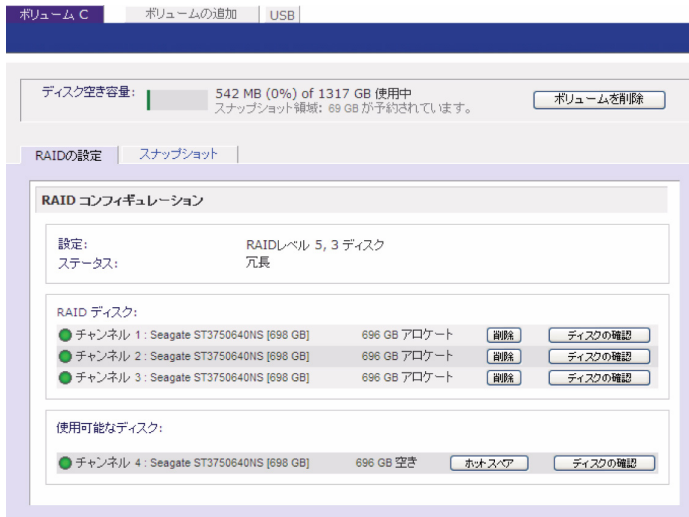 ボリューム C ボリュームの追加 USB
ディスク空き容量: 542 MB (0%) of 1317 GB 使用中 ボリュームを削除
スナップショット領域: 69 GB が予約されています。
RAIDの設定 スナップショット
RAID コンフィギュレーション
設定: RAIDレベル 5, 3 ディスク
ステータス: 冗長
RAID ディスク:
チャンネル 1 : Seagate ST3750640NS [698 GB] 696 GB アロケート 削除 ディスクの確認
チャンネル 2 : Seagate ST3750640NS [698 GB] 696 GB アロケート 削除 ディスクの確認
チャンネル 3 : Seagate ST3750640NS [698 GB] 696 GB アロケート 削除 ディスクの確認
使用可能なディスク:
チャンネル 4 : Seagate ST3750640NS [698 GB] 696 GB 空き ホットスペア ディスクの確認